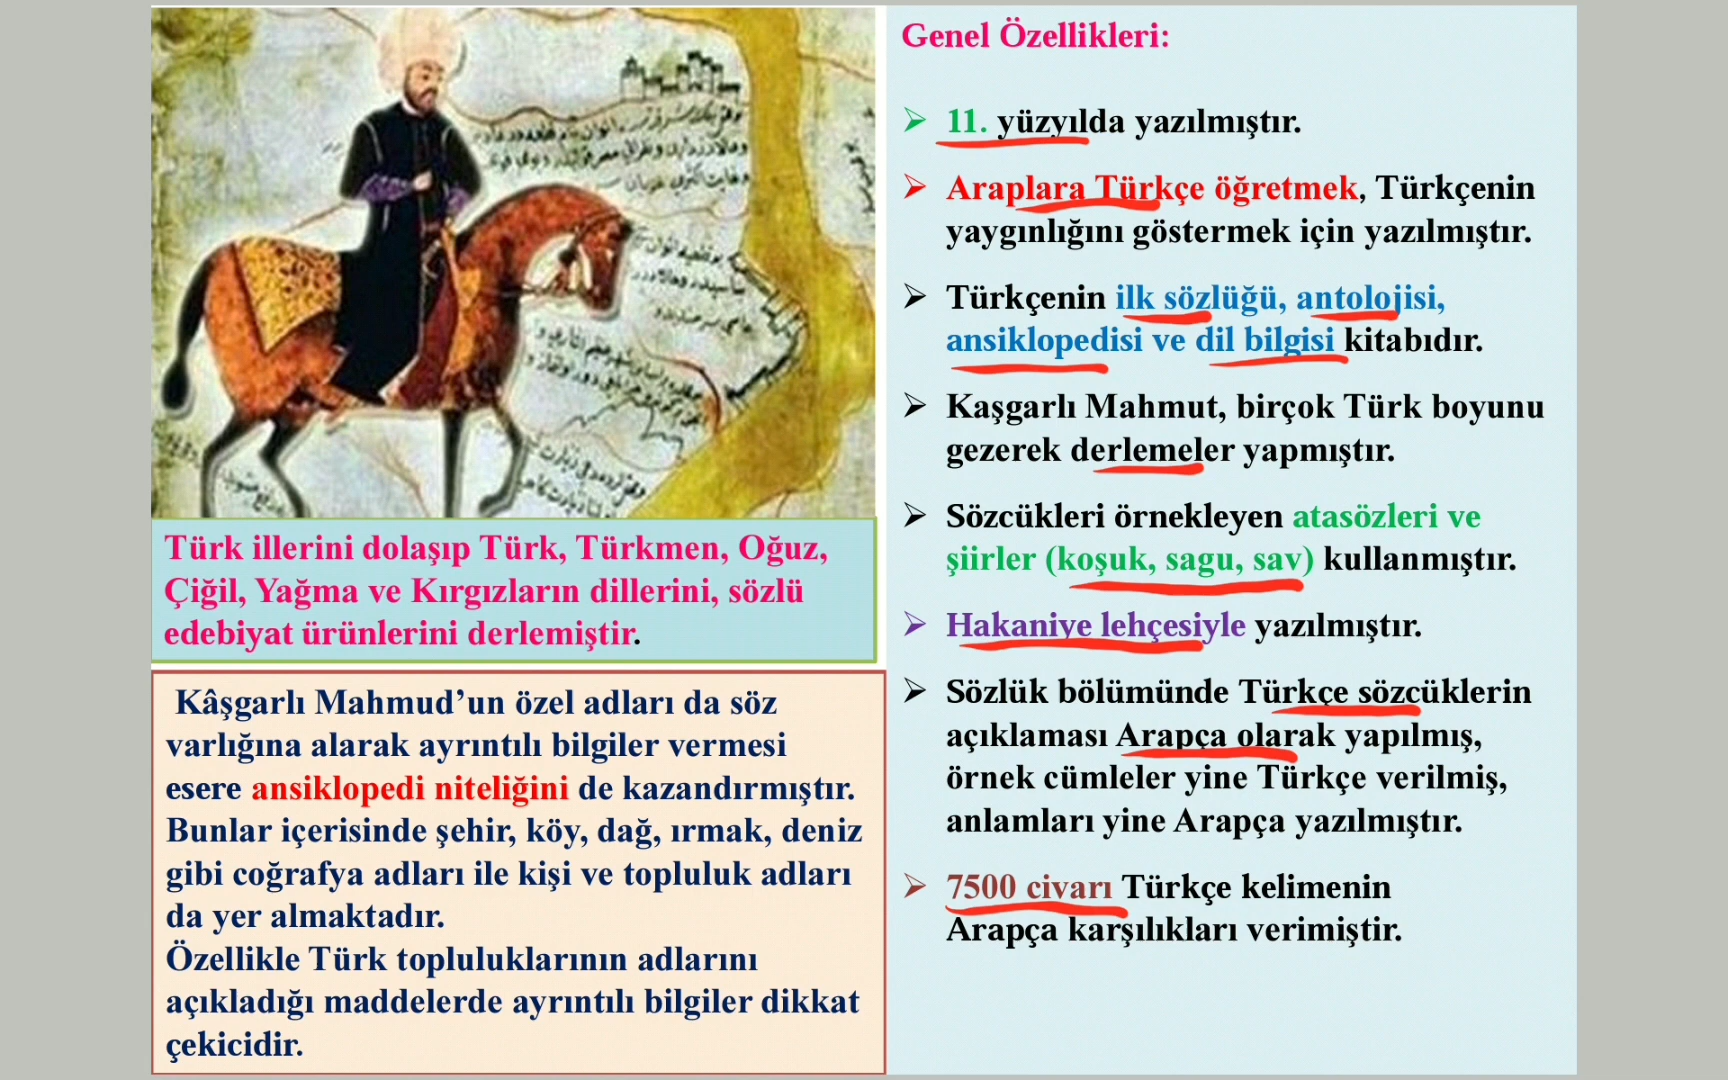 Türk illerini dolaşıp Türk, Türkmen, Oğuz,
Çiğil, Yağma ve Kırgızların dillerini, sözlü
edebiyat ürünlerini derlemiştir.
Kâşgarlı Mahmud’un özel adları da söz
varlığına alarak ayrıntılı bilgiler vermesi
esere ansiklopedi niteliğini de kazandırmıştır.
Bunlar içerisinde şehir, köy, dağ, ırmak, deniz
gibi coğrafya adları ile kişi ve topluluk adları
da yer almaktadır.
Özellikle Türk topluluklarının adlarını
açıkladığı maddelerde ayrıntılı bilgiler dikkat
çekicidir.
Genel Özellikleri:
11. yüzyılda yazılmıştır.
Araplara Türkçe öğretmek, Türkçenin
yaygınlığını göstermek için yazılmıştır.
Türkçenin ilk sözlüğü, antolojisi,
ansiklopedisi ve dil bilgisi kitabıdır.
Kaşgarlı Mahmut, birçok Türk boyunu
gezerek derlemeler yapmıştır.
Sözcükleri örnekleyen atasözleri ve
şiirler (koşuk, sagu, sav) kullanmıştır.
Hakaniye lehçesiyle yazılmıştır.
Sözlük bölümünde Türkçe sözcüklerin
açıklaması Arapça olarak yapılmış,
örnek cümleler yine Türkçe verilmiş,
anlamları yine Arapça yazılmıştır.
7500 civarı Türkçe kelimenin
Arapça karşılıkları verimiştir.